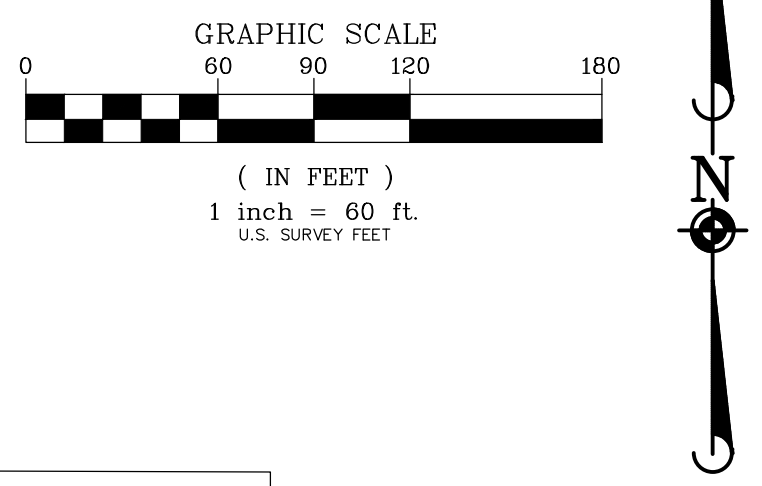 GRAPHIC SCALE
0 60 90 120 180
( IN FEET )
1 inch = 60 ft.
U.S. SURVEY FEET
N